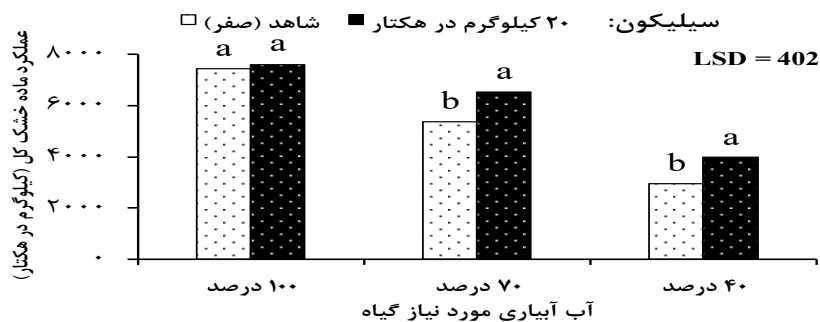 سیلیکون: ۲۰ کیلوگرم در هکتار شاهد (صفر)
LSD = 402
عملکرد ماده خشک کل (کیلوگرم در هکتار)
۸۰۰۰
۶۰۰۰
۴۰۰۰
۲۰۰۰
۰
a a
b a
b a
۱۰۰ درصد ۷۰ درصد ۴۰ درصد
آب آبیاری مورد نیاز گیاه